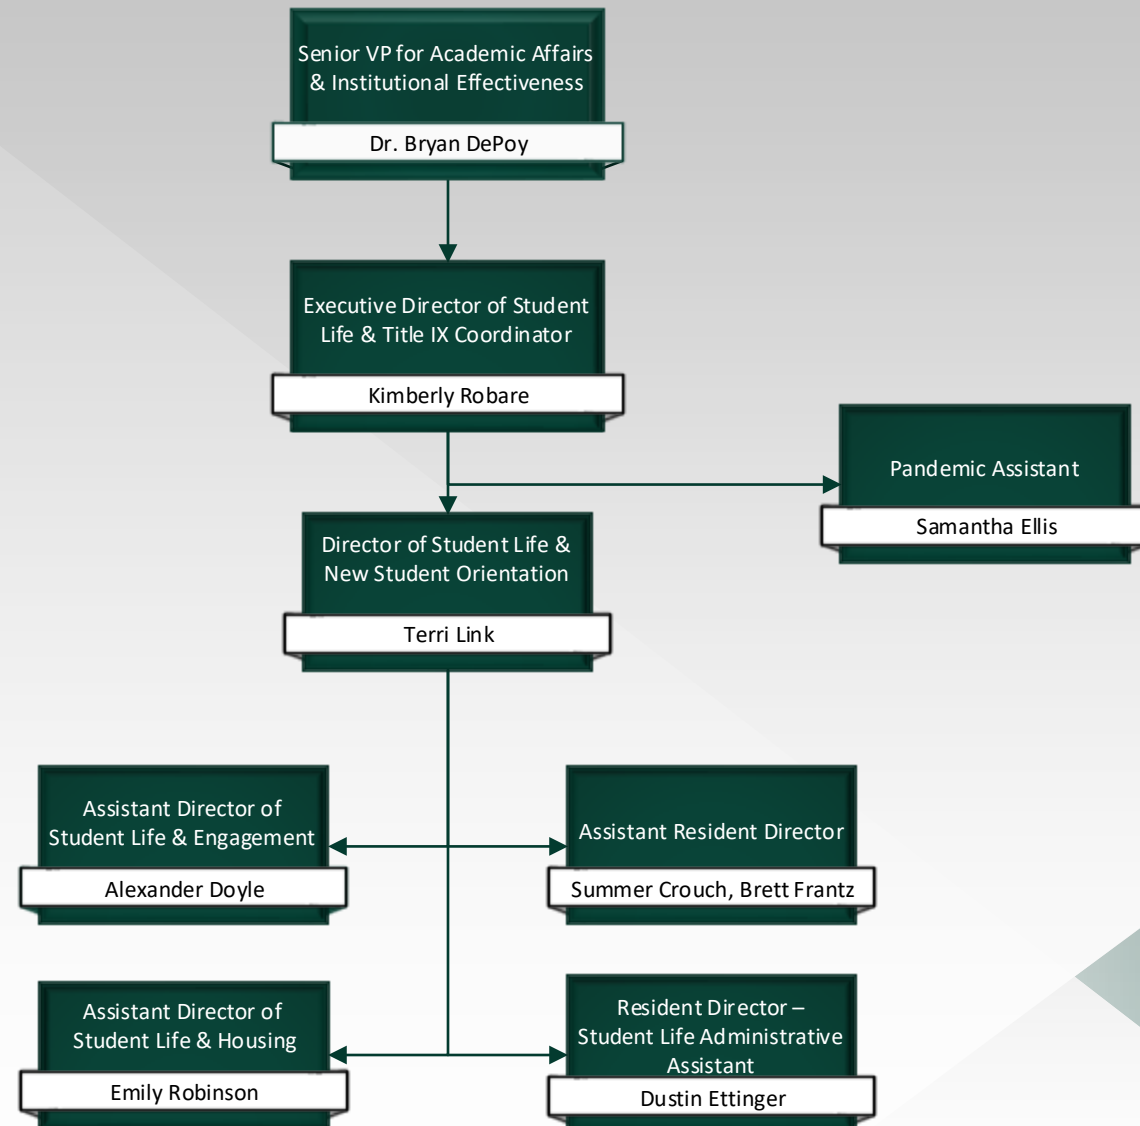 Senior VP for Academic Affairs
& Institutional Effectiveness
Dr. Bryan DePoy
Executive Director of Student
Life & Title IX Coordinator
Kimberly Robare
Pandemic Assistant
Samantha Ellis
Director of Student Life &
New Student Orientation
Terri Link
Assistant Director of
Student Life & Engagement
Alexander Doyle
Assistant Resident Director
Summer Crouch, Brett Frantz
Assistant Director of
Student Life & Housing
Emily Robinson
Resident Director –
Student Life Administrative
Assistant
Dustin Ettinger